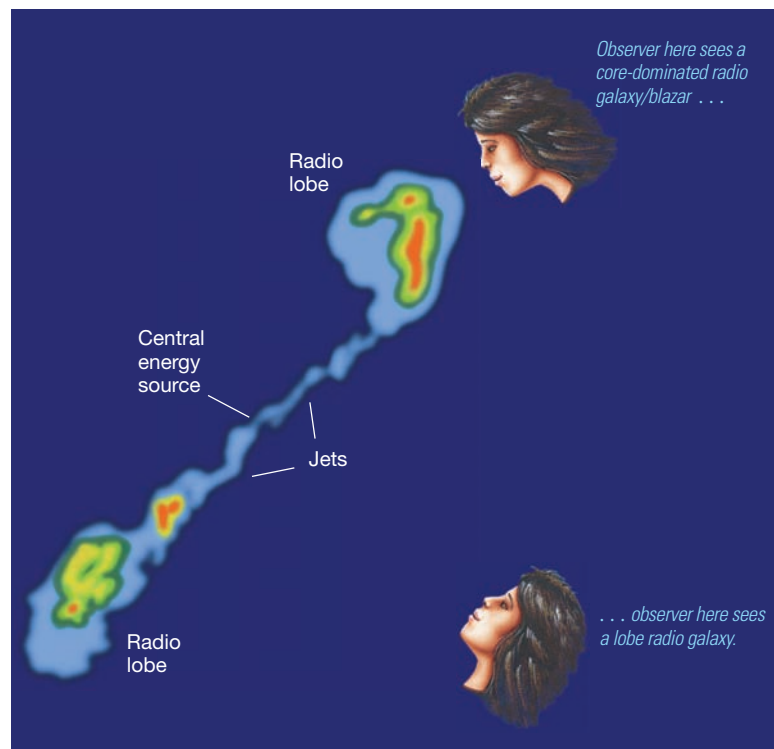 Observer here sees a
core-dominated radio
galaxy/blazar . . .
Radio
lobe
Central
energy
source
Jets
. . . observer here sees
a lobe radio galaxy.
Radio
lobe